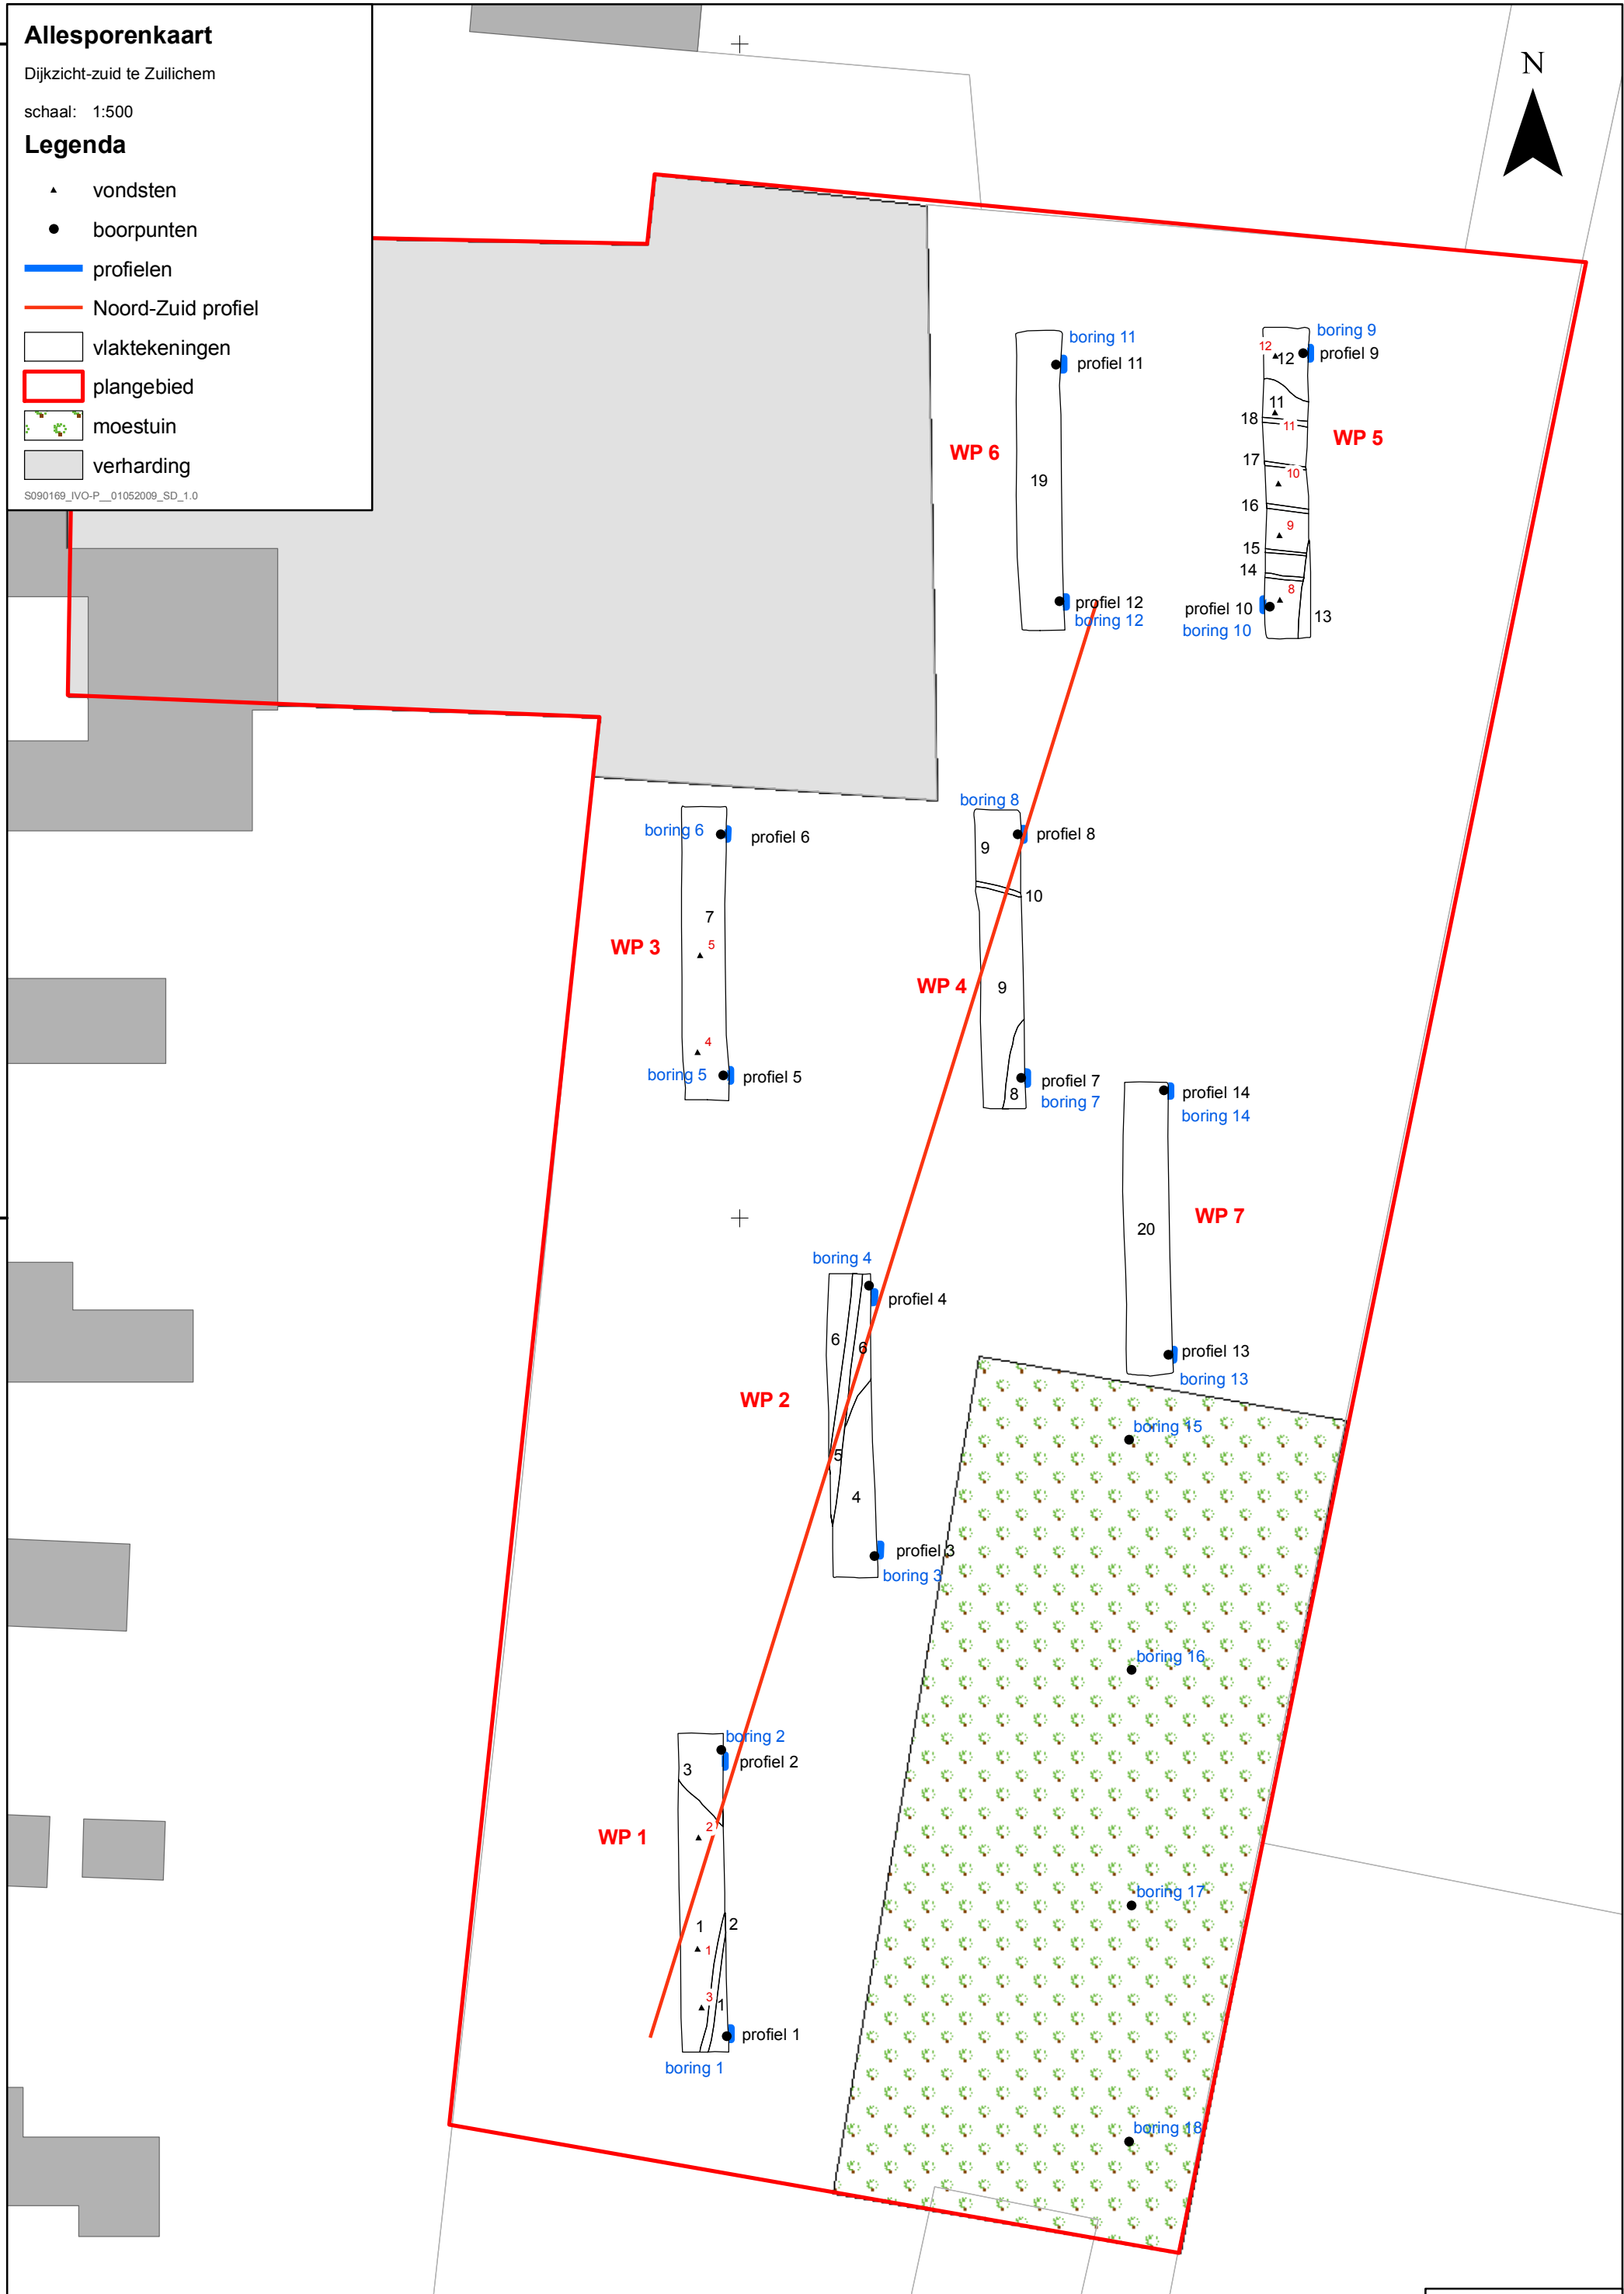 Allesporenkaart
Dijkzicht-zuid te Zuilichem
schaal: 1:500
Legenda
vondsten
boorpunten
profielen
Noord-Zuid profiel
vlaktekeningen
plangebied
moestuin
verharding
S090169_IVO-P__01052009_SD_1.0
N
boring 11
profiel 11
WP 6
19
profiel 12
boring 12
boring 9
profiel 9
12
12
11
18
11
WP 5
17
10
16
9
15
14
8
profiel 10
boring 10
13
boring 6
profiel 6
7
WP 3
5
4
boring 5
profiel 5
boring 8
profiel 8
9
10
WP 4
9
profiel 7
8
boring 7
profiel 14
boring 14
WP 7
20
profiel 13
boring 13
boring 4
profiel 4
6
6
WP 2
5
4
profiel 3
boring 3
boring 15
boring 16
boring 17
boring 18
boring 2
profiel 2
3
WP 1
2
1
2
1
3
1
profiel 1
boring 1